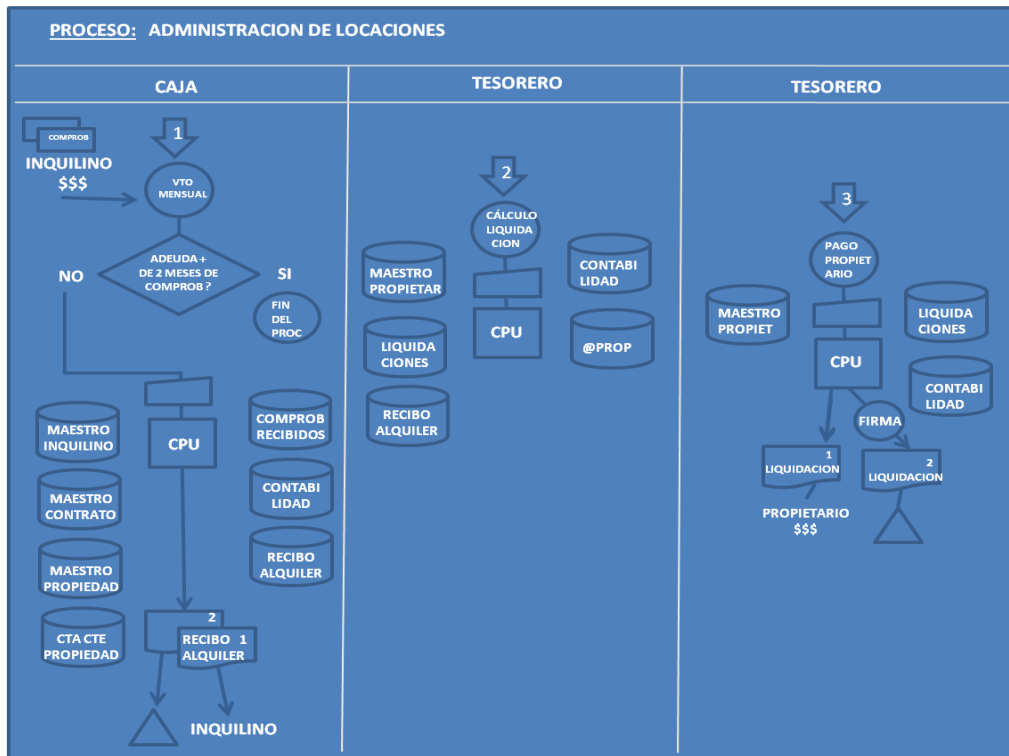 PROCESO: ADMINISTRACION DE LOCACIONES
CAJA
COMPROB
1
INQUILINO
$$$
VTO
MENSUAL
ADEUDA +
DE 2 MESES DE
COMPROB ?
NO
SI
FIN
DEL
PROC
CPU
MAESTRO
INQUILINO
MAESTRO
CONTRATO
MAESTRO
PROPIEDAD
CTA CTE
PROPIEDAD
COMPROB
RECIBIDOS
CONTABI
LIDAD
RECIBO
ALQUILER
2
RECIBO 1
ALQUILER
INQUILINO
TESORERO
2
CÁLCULO
LIQUIDA
CION
MAESTRO
PROPIETAR
LIQUIDA
CIONES
RECIBO
ALQUILER
CPU
CONTABI
LIDAD
@PROP
TESORERO
3
PAGO
PROPIET
ARIO
MAESTRO
PROPIET
CPU
LIQUIDA
CIONES
CONTABI
LIDAD
FIRMA
1
LIQUIDACION
2
LIQUIDACION
PROPIETARIO
$$$